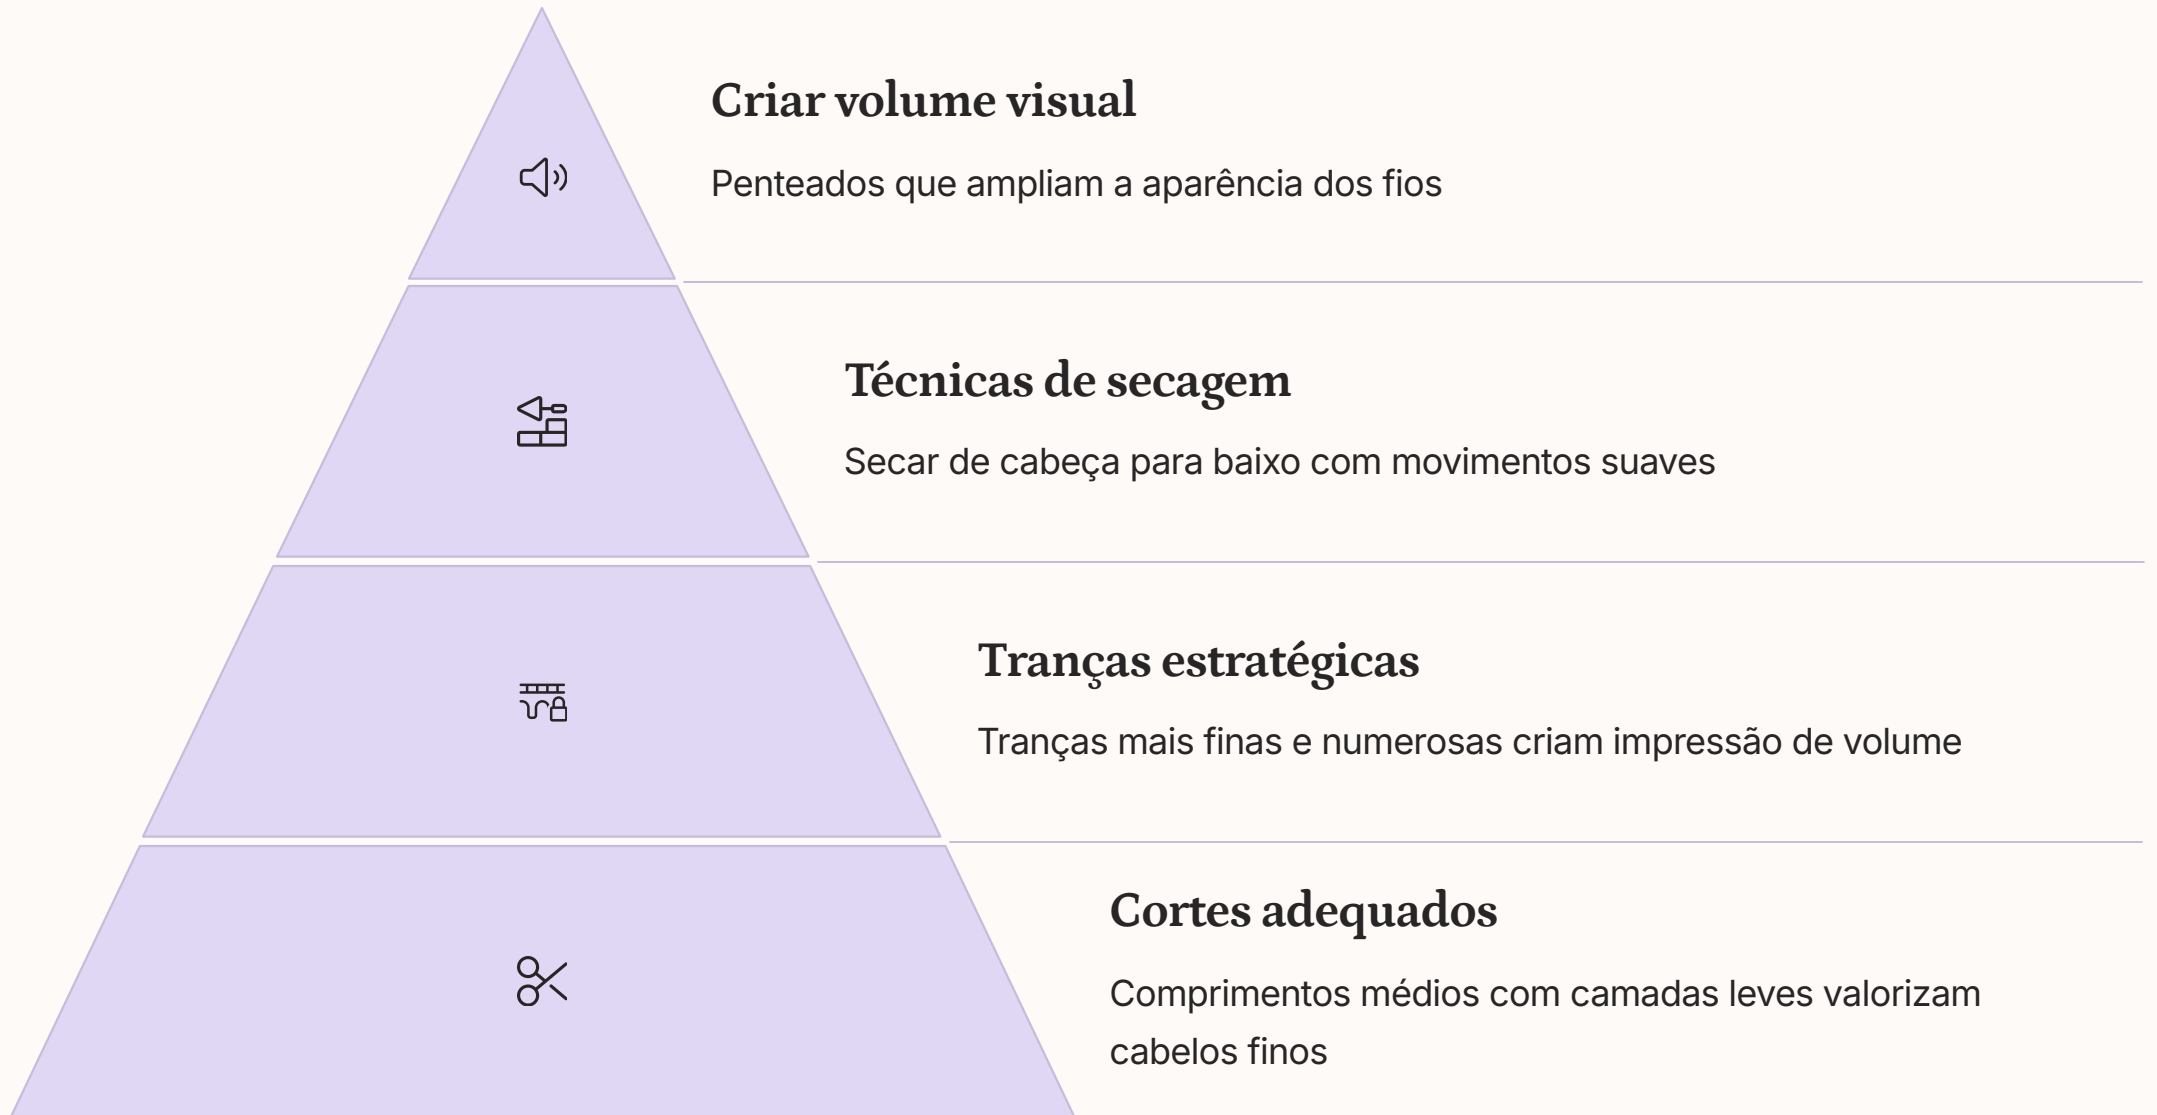 Criar volume visual
Penteados que ampliam a aparência dos fios
Técnicas de secagem
Secar de cabeça para baixo com movimentos suaves
Tranças estratégicas
Tranças mais finas e numerosas criam impressão de volume
Cortes adequados
Comprimentos médios com camadas leves valorizam
cabelos finos